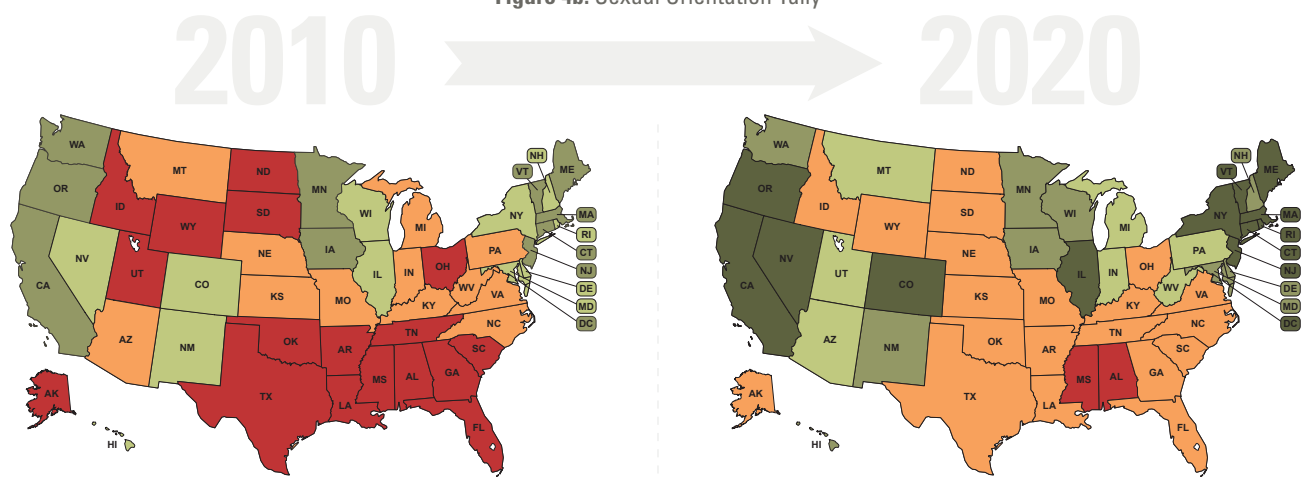 Figure 4b: Sexual Orientation Tally
2010
2020
WA
OR
CA
NV
ID
MT
WY
UT
AZ
CO
NM
ND
SD
NE
KS
OK
TX
MN
IA
MO
AR
LA
WI
IL
MI
IN
OH
KY
TN
MS
AL
GA
FL
SC
NC
VA
WV
PA
NY
VT
NH
ME
MA
RI
CT
NJ
DE
MD
DC
AK
HI
WA
OR
CA
NV
ID
MT
WY
UT
AZ
CO
NM
ND
SD
NE
KS
OK
TX
MN
IA
MO
AR
LA
WI
IL
MI
IN
OH
KY
TN
MS
AL
GA
FL
SC
NC
VA
WV
PA
NY
VT
NH
ME
MA
RI
CT
NJ
DE
MD
DC
AK
HI